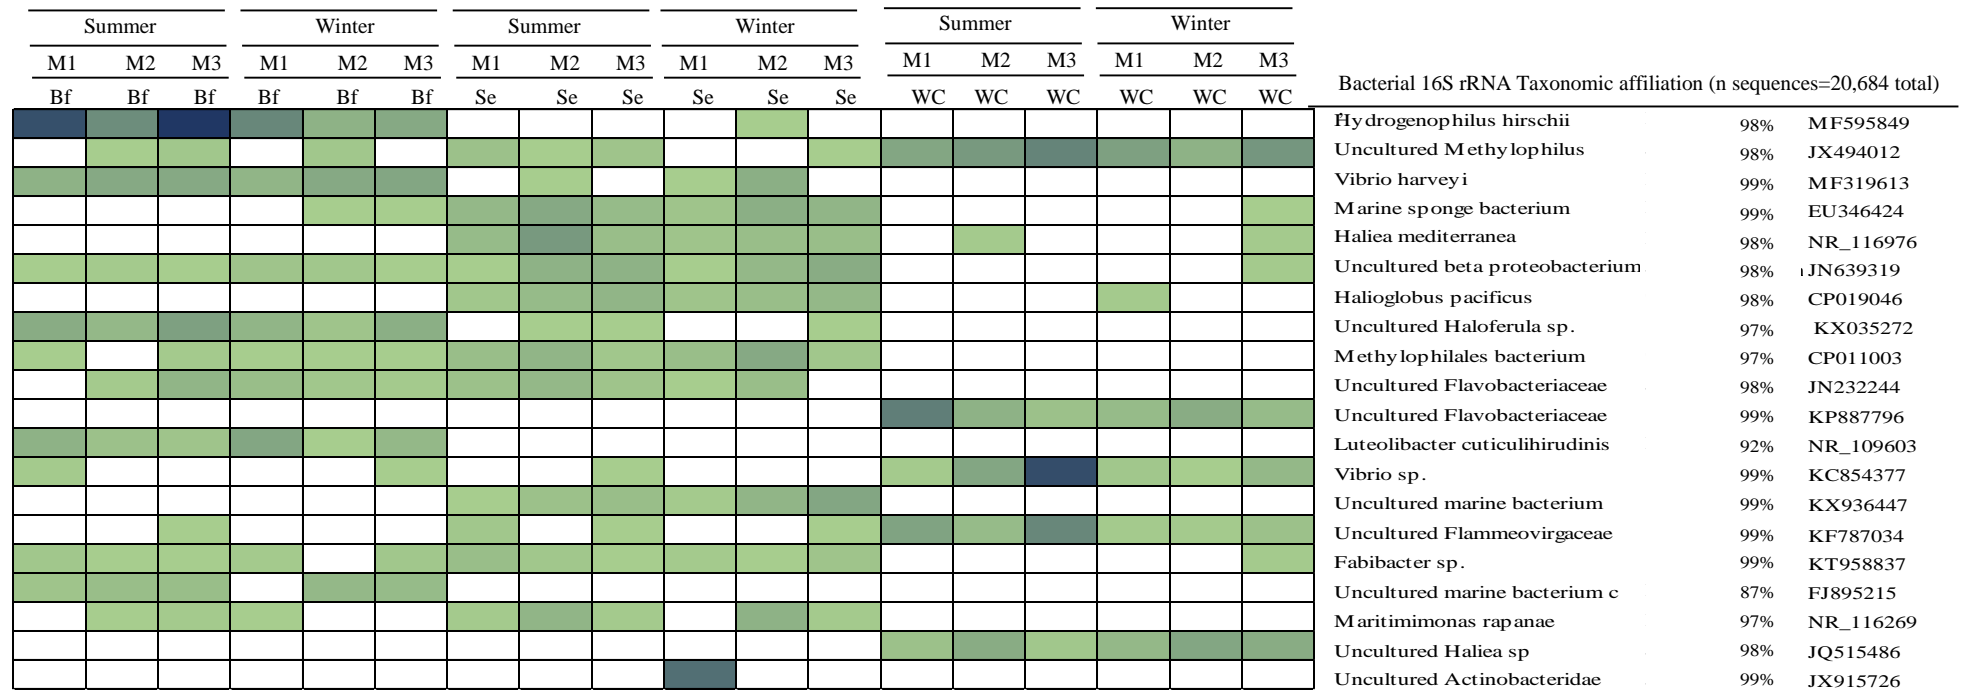 Summer Winter Summer Winter Summer Winter
M1 M2 M3 M1 M2 M3 M1 M2 M3 M1 M2 M3 M1 M2 M3 M1 M2 M3
Bf Bf Bf Bf Bf Bf Se Se Se Se Se Se WC WC WC WC WC WC
Bacterial 16S rRNA Taxonomic affiliation (n sequences=20,684 total)
Hydrogenophilus hirschii 98% MF595849
Uncultured Methylophilus 98% JX494012
Vibrio harveyi 99% MF319613
Marine sponge bacterium 99% EU346424
Haliea mediterranea 98% NR_116976
Uncultured beta proteobacterium 98% JN639319
Halioglobus pacificus 98% CP019046
Uncultured Haloferula sp. 97% KX035272
Methylophilales bacterium 97% CP011003
Uncultured Flavobacteriaceae 98% JN232244
Uncultured Flavobacteriaceae 99% KP887796
Luteolibacter cuticulihirudinis 92% NR_109603
Vibrio sp. 99% KC854377
Uncultured marine bacterium 99% KX936447
Uncultured Flammeovirgaceae 99% KF787034
Fabibacter sp. 99% KT958837
Uncultured marine bacterium c 87% FJ895215
Maritimimonas rapanae 97% NR_116269
Uncultured Haliea sp 98% JQ515486
Uncultured Actinobacteridae 99% JX915726